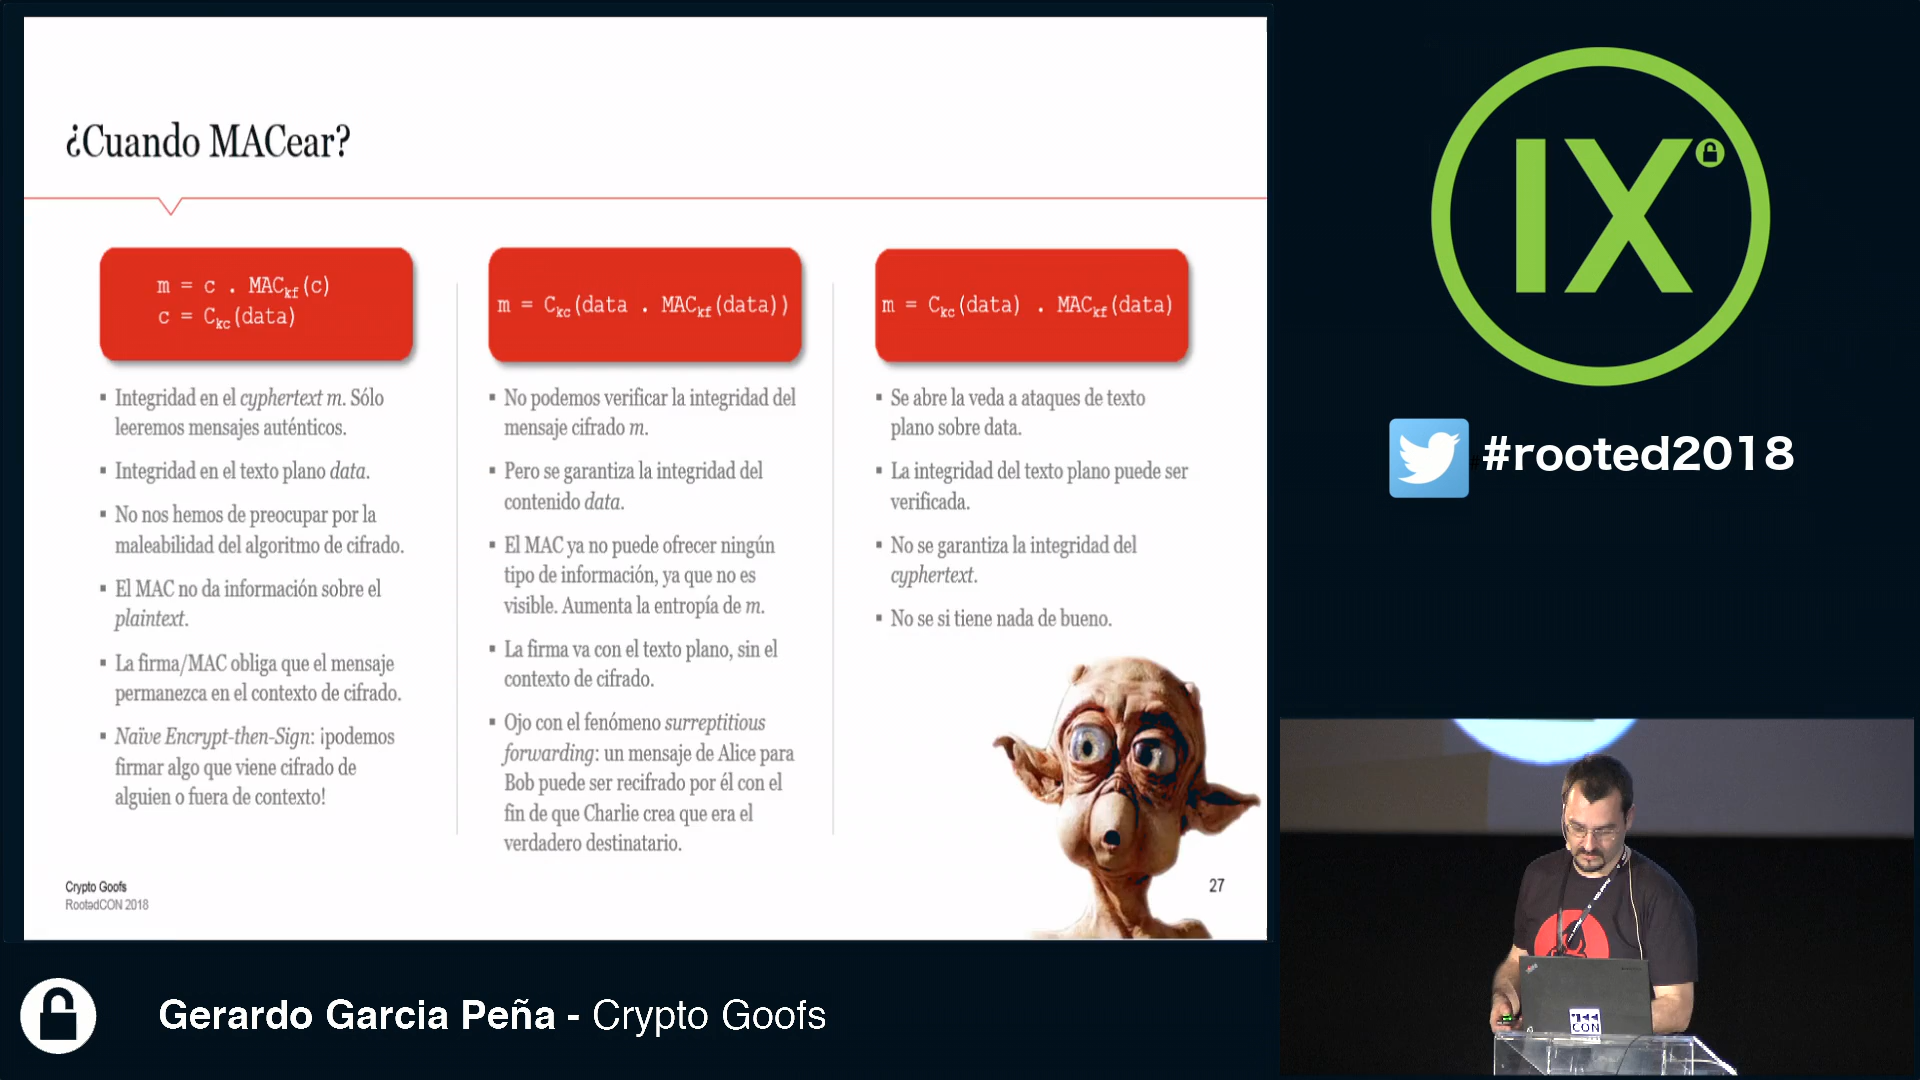 ¿Cuando MACear?
m = c . MACkf(c)
c = Ckc(data)
▪ Integridad en el cyphertext m. Sólo
leeremos mensajes auténticos.
▪ Integridad en el texto plano data.
▪ No nos hemos de preocupar por la
maleabilidad del algoritmo de cifrado.
▪ El MAC no da información sobre el
plaintext.
▪ La firma/MAC obliga que el mensaje
permanezca en el contexto de cifrado.
▪ Naïve Encrypt-then-Sign: ¡podemos
firmar algo que viene cifrado de
alguien o fuera de contexto!
m = Ckc(data . MACkf(data))
▪ No podemos verificar la integridad del
mensaje cifrado m.
▪ Pero se garantiza la integridad del
contenido data.
▪ El MAC ya no puede ofrecer ningún
tipo de información, ya que no es
visible. Aumenta la entropía de m.
▪ La firma va con el texto plano, sin el
contexto de cifrado.
▪ Ojo con el fenómeno surreptitious
forwarding: un mensaje de Alice para
Bob puede ser recifrado por él con el
fin de que Charlie crea que era el
verdadero destinatario.
m = Ckc(data) . MACkf(data)
▪ Se abre la veda a ataques de texto
plano sobre data.
▪ La integridad del texto plano puede ser
verificada.
▪ No se garantiza la integridad del
cyphertext.
▪ No se si tiene nada de bueno.
Crypto Goofs
RootedCON 2018
27
IX
#rooted2018
CON
Gerardo Garcia Peña - Crypto Goofs